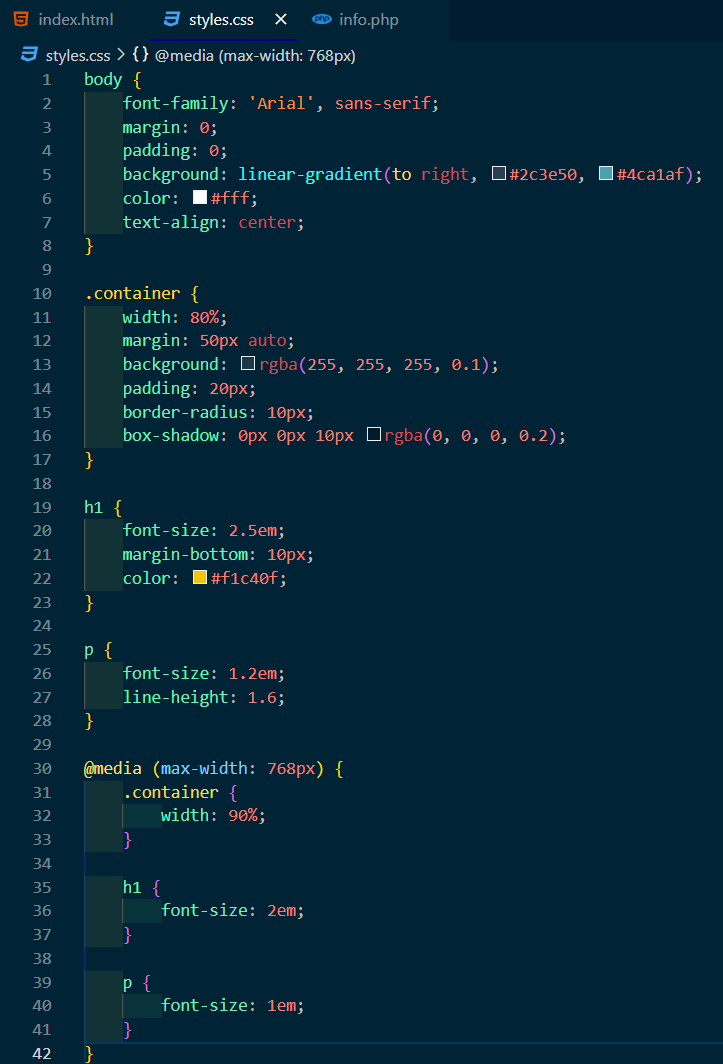 index.html styles.css × php info.php
styles.css > {} @media (max-width: 768px)
1 body {
2     font-family: 'Arial', sans-serif;
3     margin: 0;
4     padding: 0;
5     background: linear-gradient(to right, #2c3e50, #4ca1af);
6     color: #fff;
7     text-align: center;
8 }
9
10 .container {
11     width: 80%;
12     margin: 50px auto;
13     background: rgba(255, 255, 255, 0.1);
14     padding: 20px;
15     border-radius: 10px;
16     box-shadow: 0px 0px 10px rgba(0, 0, 0, 0.2);
17 }
18
19 h1 {
20     font-size: 2.5em;
21     margin-bottom: 10px;
22     color: #f1c40f;
23 }
24
25 p {
26     font-size: 1.2em;
27     line-height: 1.6;
28 }
29
30 @media (max-width: 768px) {
31     .container {
32         width: 90%;
33     }
34
35     h1 {
36         font-size: 2em;
37     }
38
39     p {
40         font-size: 1em;
41     }
42 }